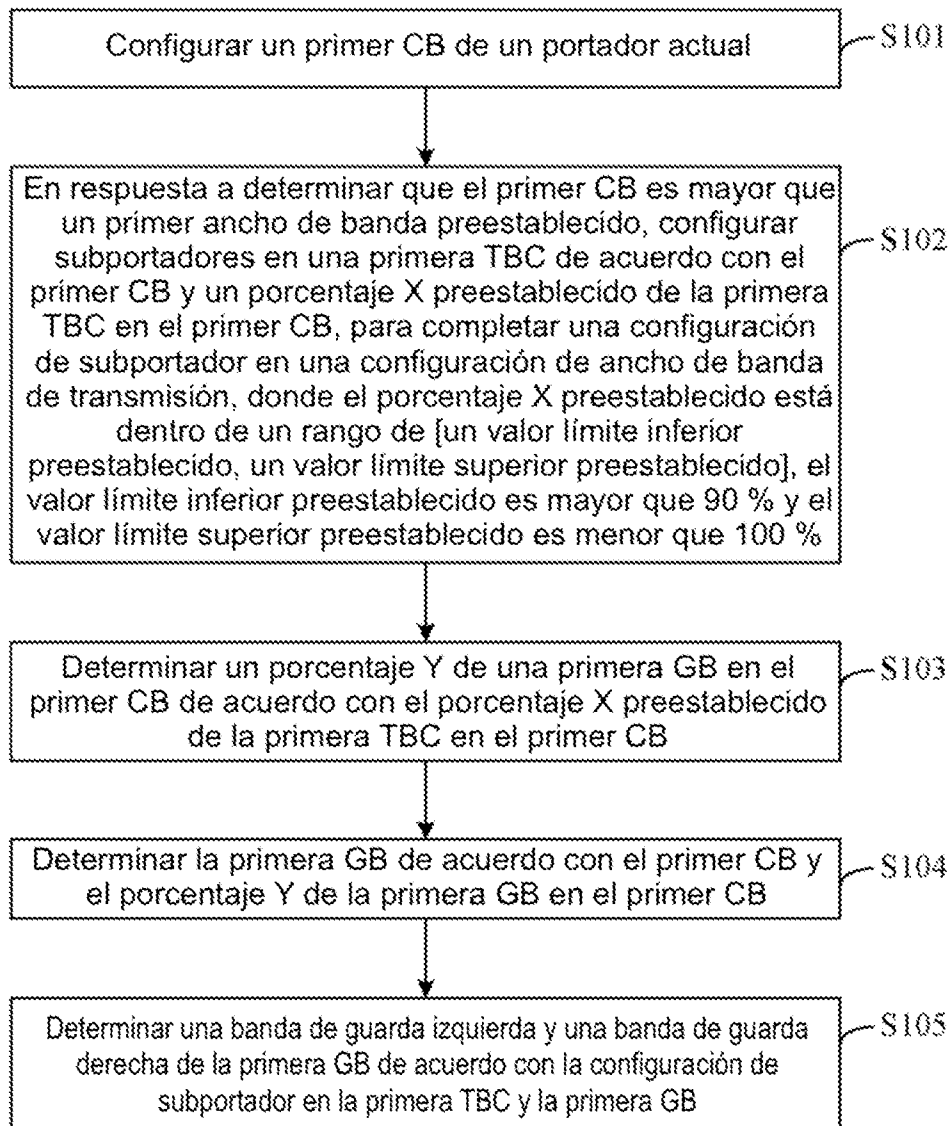 Configurar un primer CB de un portador actual
S101
En respuesta a determinar que el primer CB es mayor que
un primer ancho de banda preestablecido, configurar
subportadores en una primera TBC de acuerdo con el
primer CB y un porcentaje X preestablecido de la primera
TBC en el primer CB, para completar una configuración
de subportador en una configuración de ancho de banda
de transmisión, donde el porcentaje X preestablecido está
dentro de un rango de [un valor límite inferior
preestablecido, un valor límite superior preestablecido], el
valor límite inferior preestablecido es mayor que 90 % y el
valor límite superior preestablecido es menor que 100 %
S102
Determinar un porcentaje Y de una primera GB en el
primer CB de acuerdo con el porcentaje X preestablecido
de la primera TBC en el primer CB
S103
Determinar la primera GB de acuerdo con el primer CB y
el porcentaje Y de la primera GB en el primer CB
S104
Determinar una banda de guarda izquierda y una banda de guarda
derecha de la primera GB de acuerdo con la configuración de
subportador en la primera TBC y la primera GB
S105